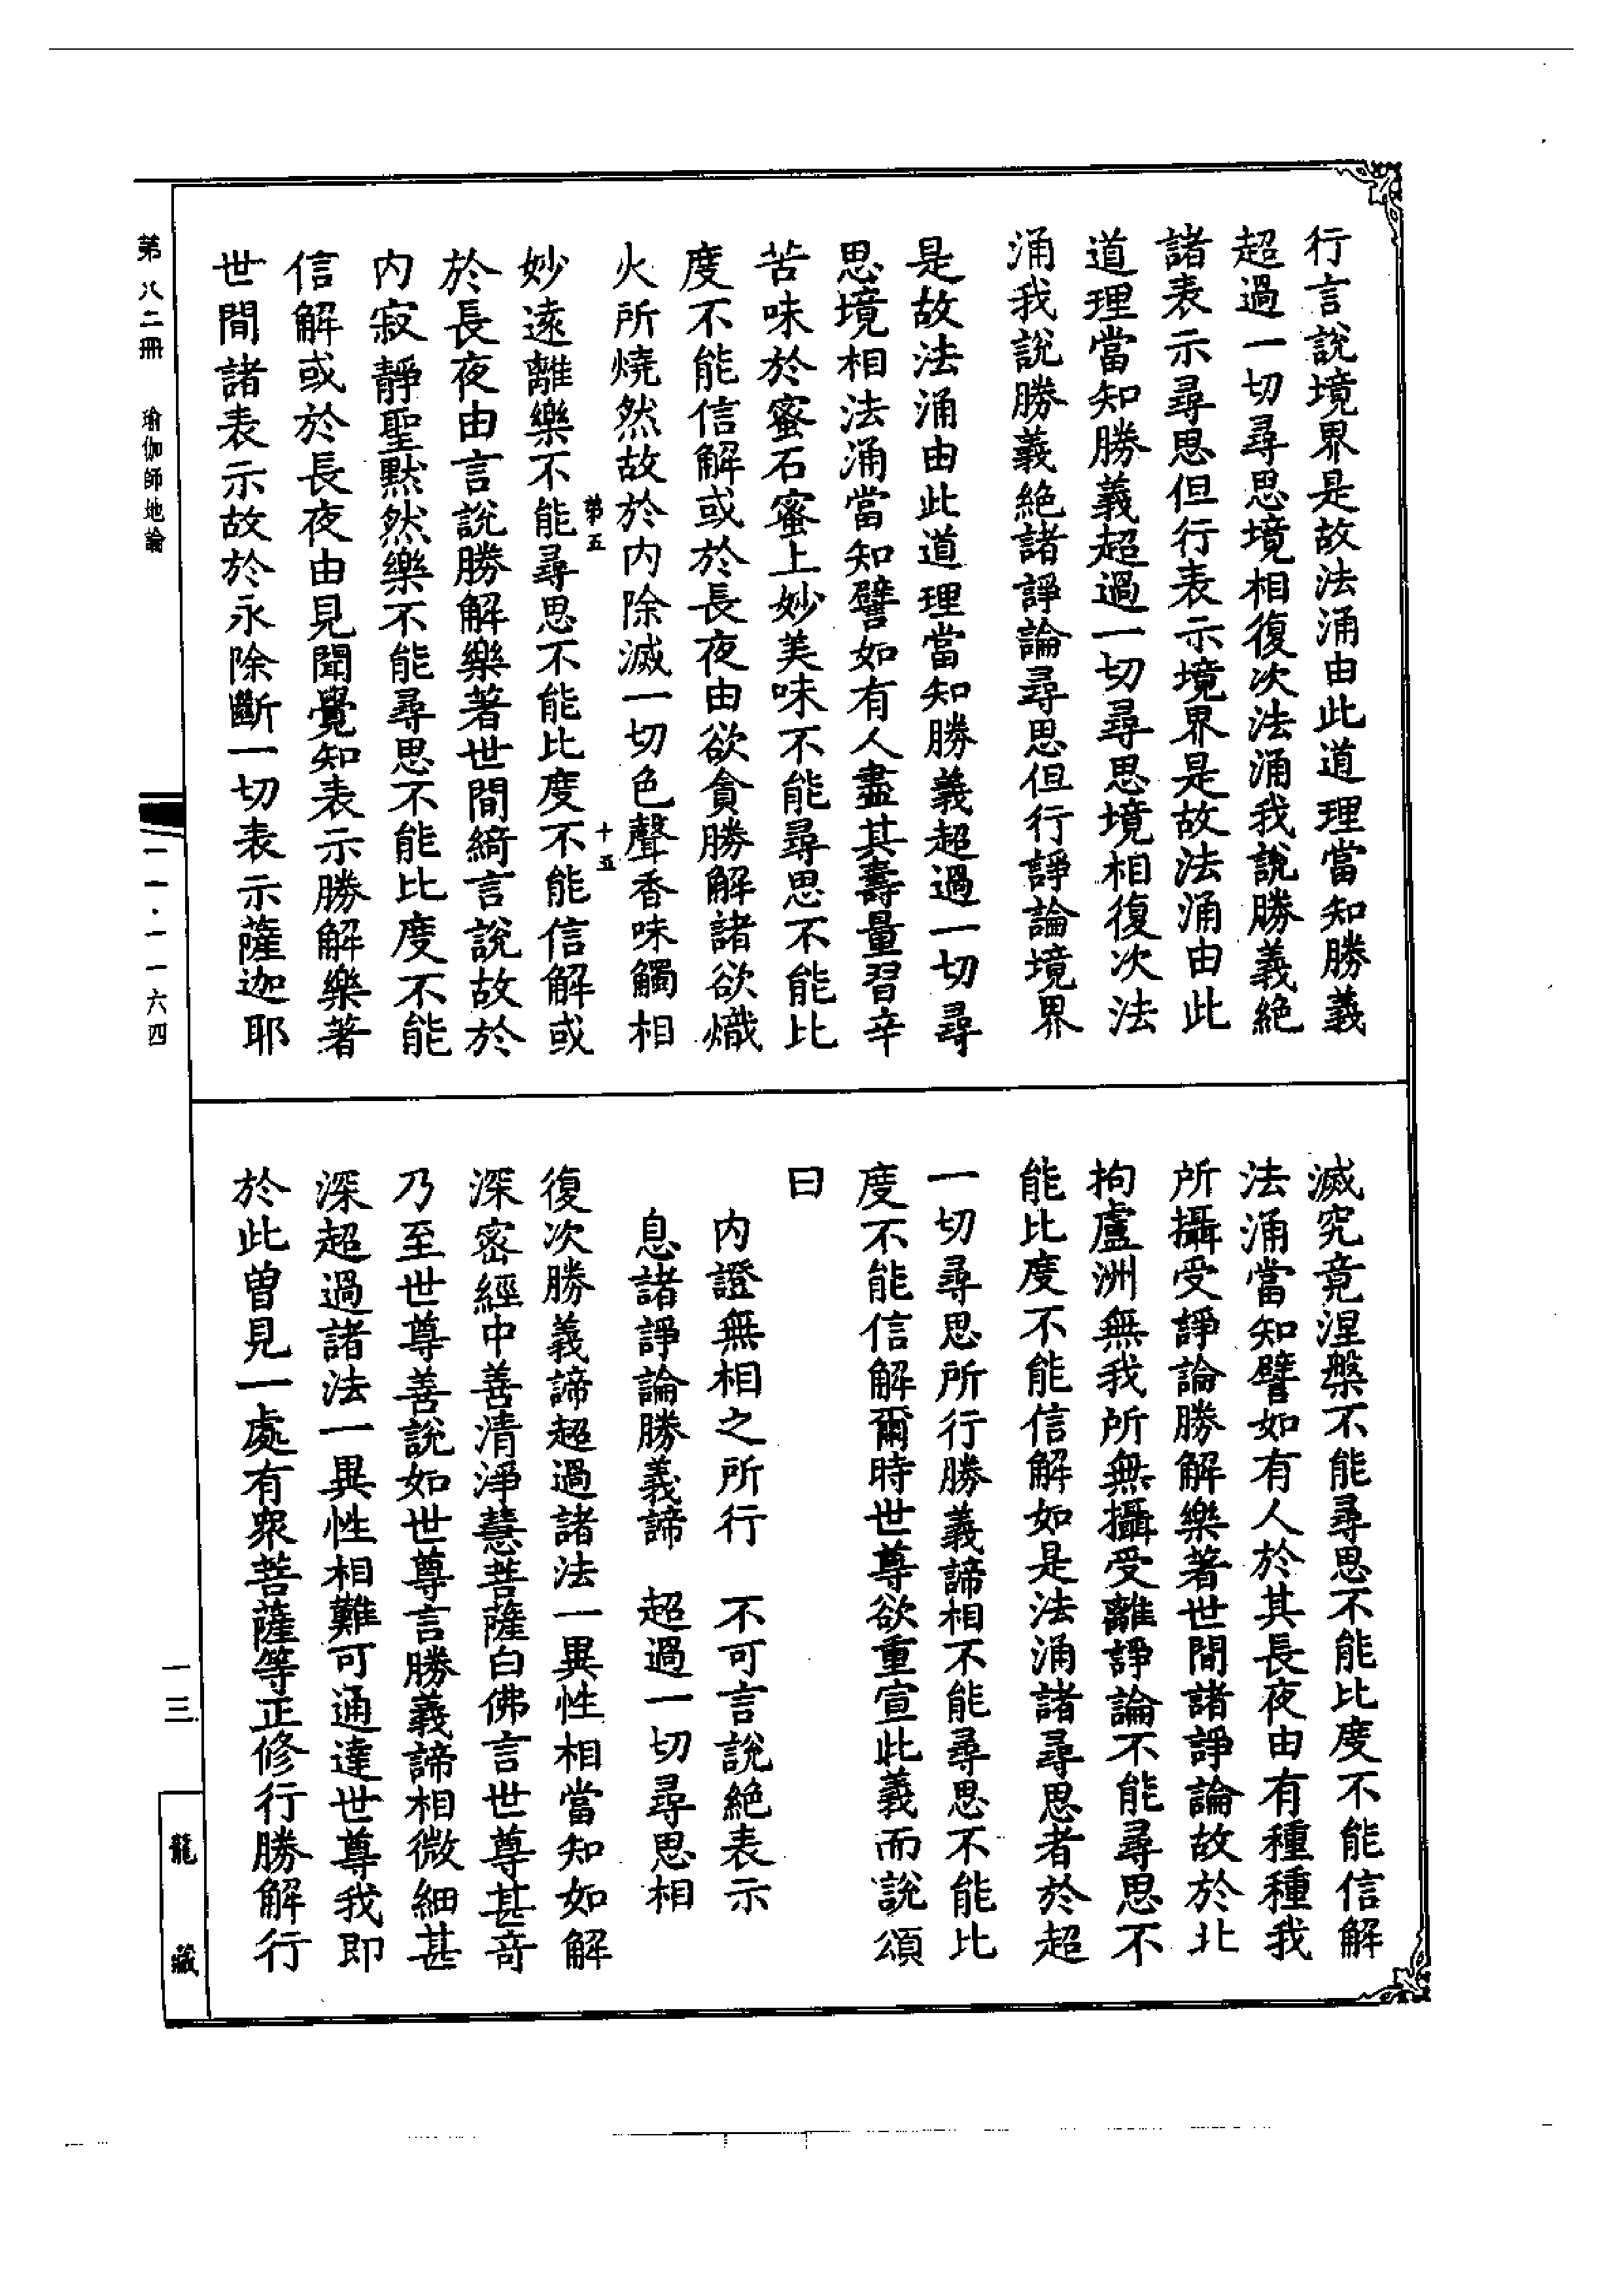 行言說境界是故法涌由此道理當知勝義
超過一切尋思境相復次法涌我說勝義絕
諸表示尋思但行表示境界是故法涌由此
道理當知勝義超過一切尋思境相復次法
涌我說勝義絕諸諍論尋思但行諍論境界
是故法涌由此道理當知勝義超過一切尋
思境相法涌當知譬如有人盡其壽量習辛
苦味於蜜石蜜上妙美味不能尋思不能比
度不能信解或於長夜由欲貪勝解諸欲熾
火所燒然故於內除滅一切色聲香味觸相
第五
十五
妙遠離樂不能尋思不能比度不能信解或
於長夜由言說勝解樂著世間綺言說故於
內寂靜聖默然樂不能尋思不能比度不能
信解或於長夜由見聞覺知表示勝解樂著
世間諸表示故於永除斷一切表示薩迦耶
滅究竟涅槃不能尋思不能比度不能信解
法涌當知譬如有人於其長夜由有種種我
所攝受諍論勝解樂著世間諸諍論故於北
拘盧洲無我所無攝受離諍論不能尋思不
能比度不能信解如是法涌諸尋思者於超
一切尋思所行勝義諦相不能尋思不能比
度不能信解爾時世尊欲重宣此義而說頌
曰
內證無相之所行　不可言說絕表示
息諸諍論勝義諦　超過一切尋思相
復次勝義諦超過諸法一異性相當知如解
深密經中善清淨慧菩薩白佛言世尊甚奇
乃至世尊善說如世尊言勝義諦相微細甚
深超過諸法一異性相難可通達世尊我即
於此曾見一處有眾菩薩等正修行勝解行
第八二冊　瑜伽師地論
一一·一一六四
一三
龍藏